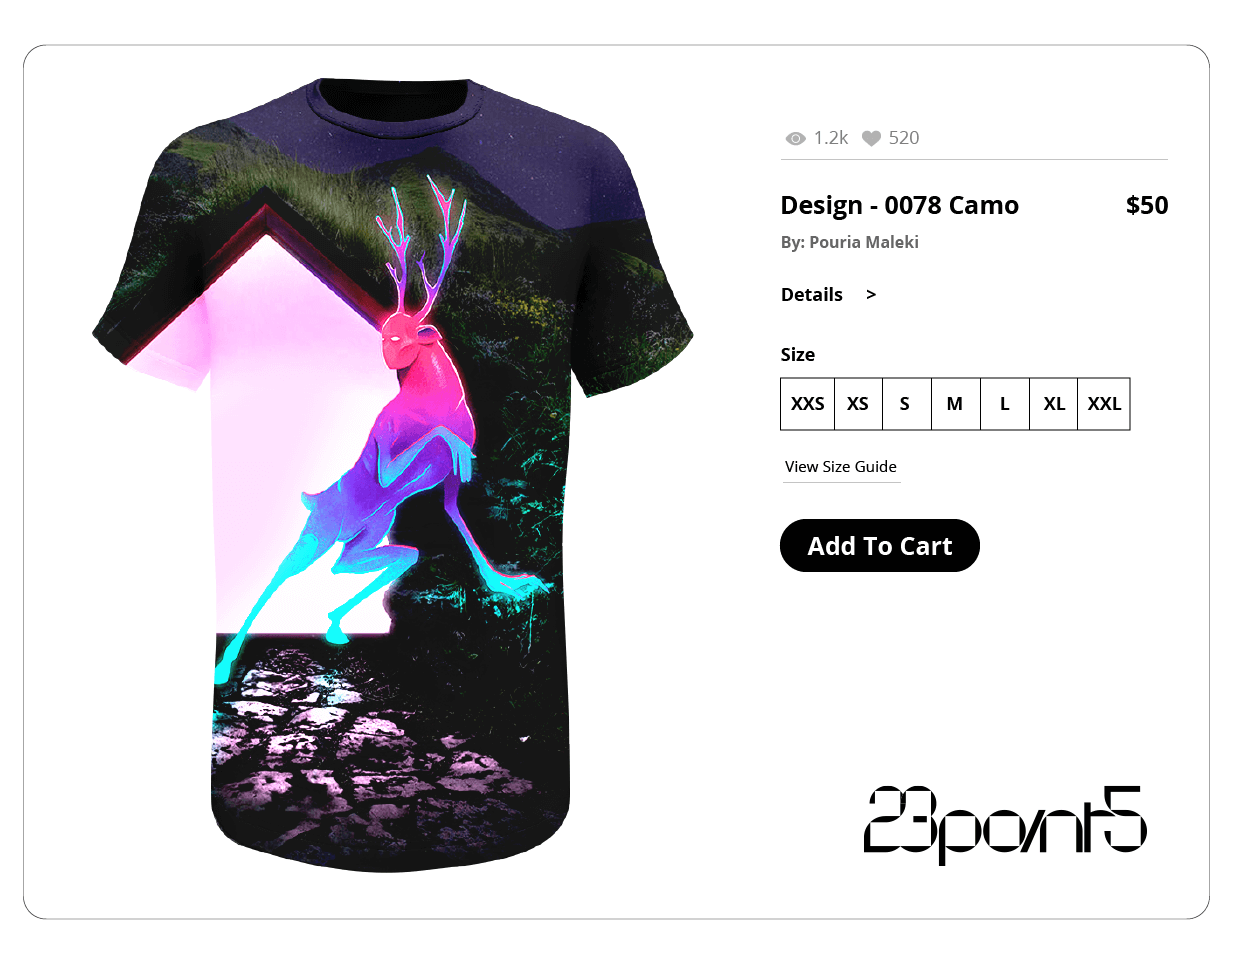 1.2k 520
Design - 0078 Camo $50
By: Pouria Maleki
Details >
Size
XXS XS S M L XL XXL
View Size Guide
Add To Cart
23point5